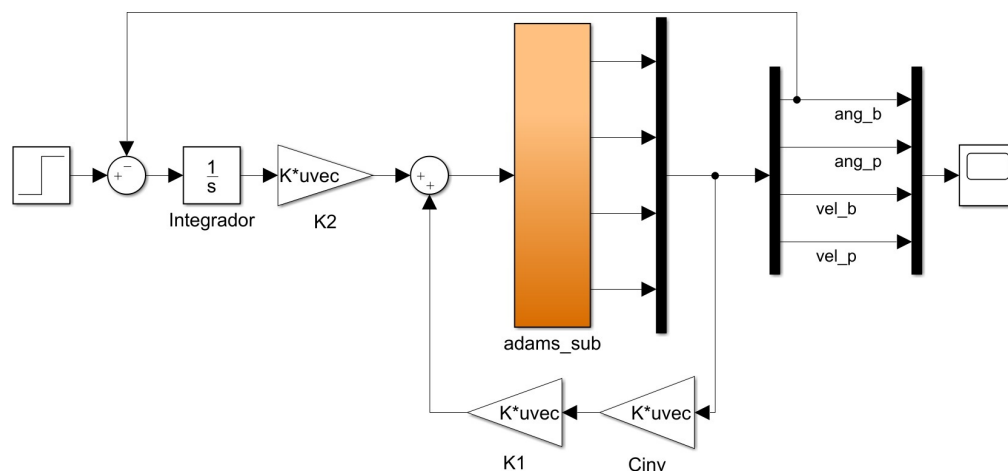 ang_b
ang_p
vel_b
vel_p
1
s
Integrador
K*uvec
K2
adams_sub
K*uvec
K1
K*uvec
Cinv